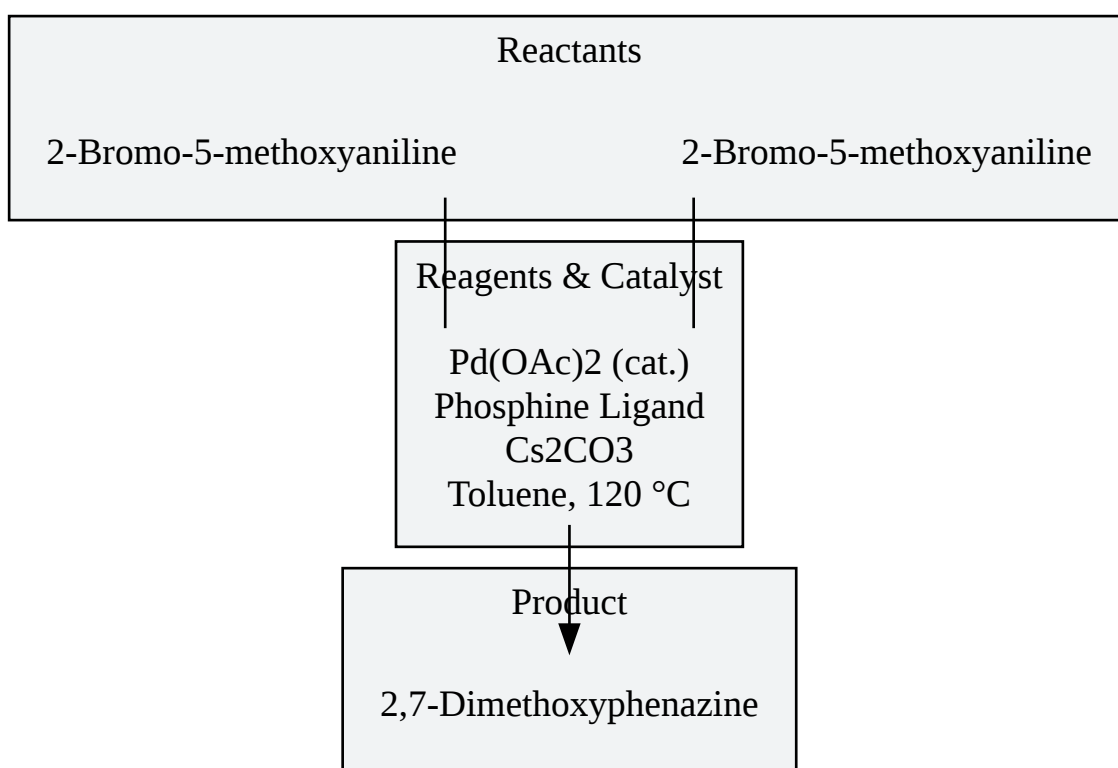 Reactants
2-Bromo-5-methoxyaniline 2-Bromo-5-methoxyaniline
Reagents & Catalyst
Pd(OAc)2 (cat.)
Phosphine Ligand
Cs2CO3
Toluene, 120 °C
Product
2,7-Dimethoxyphenazine